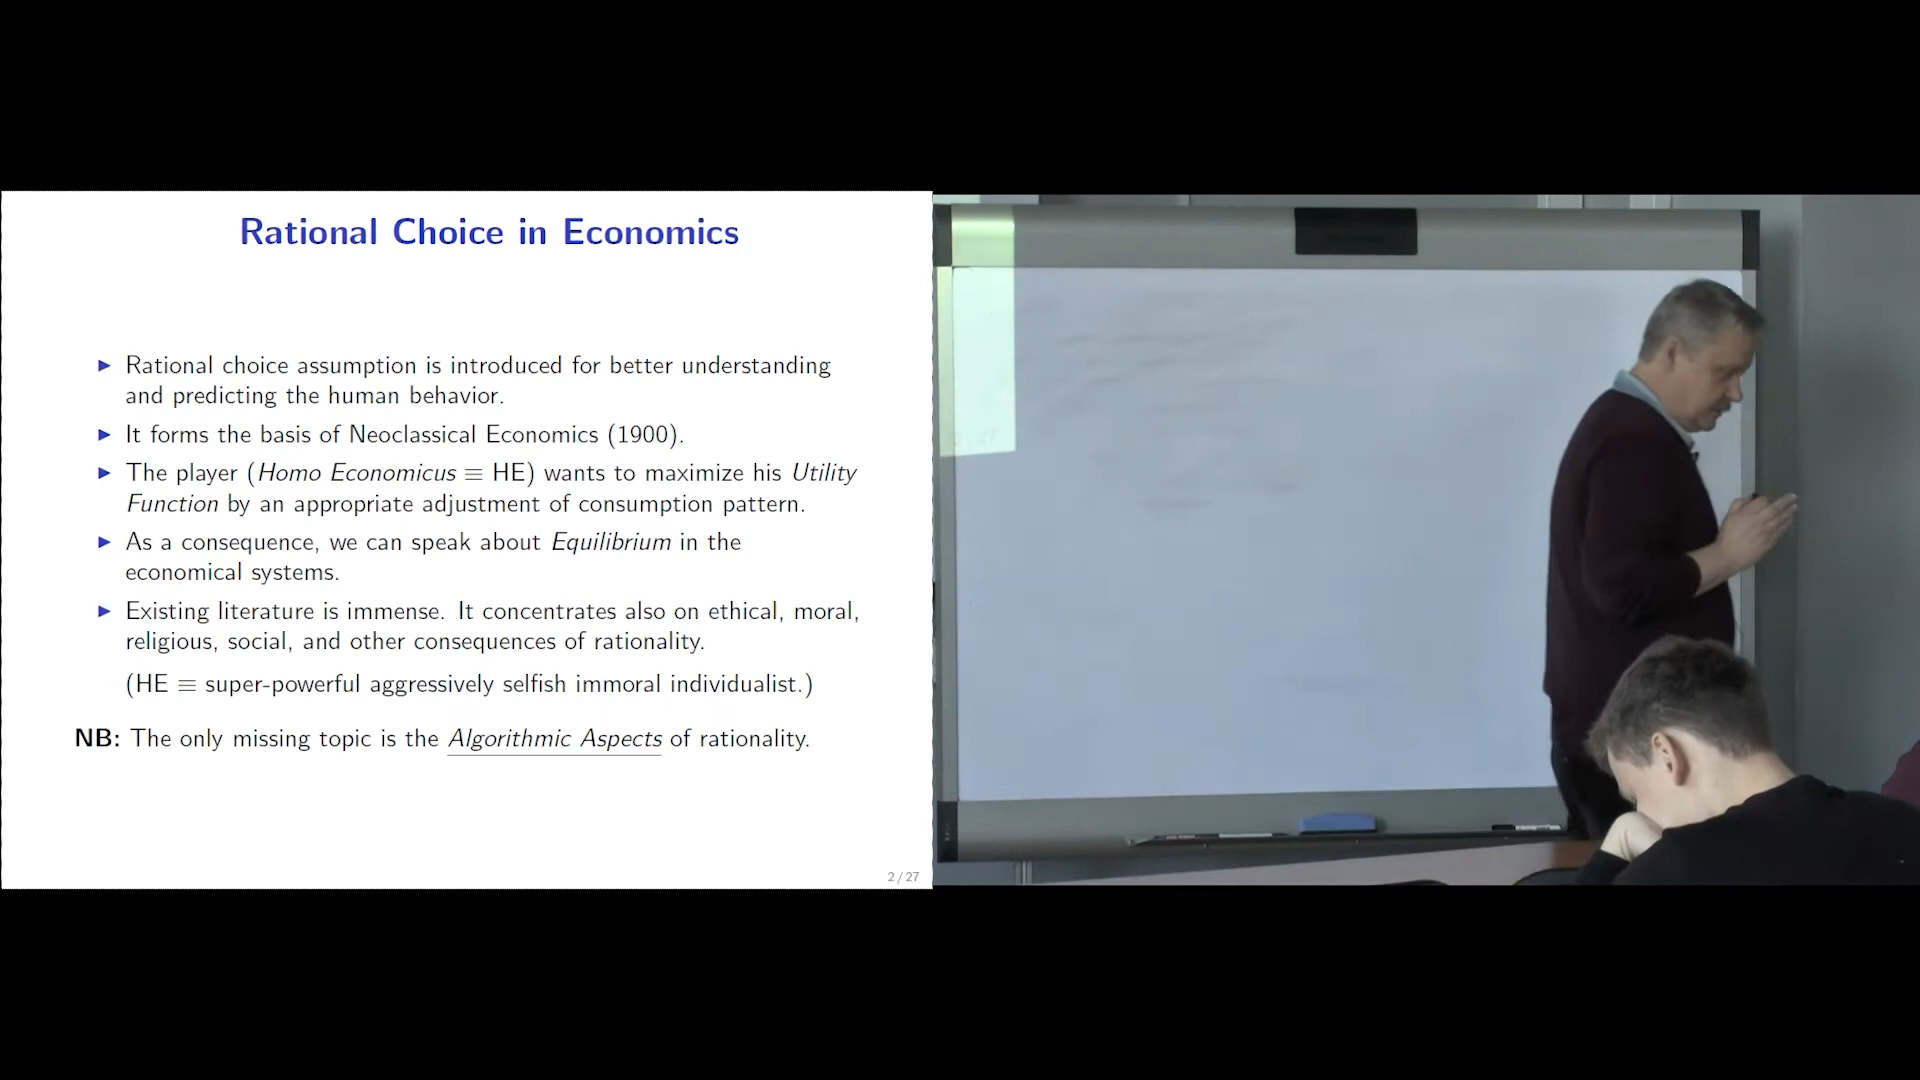 Rational Choice in Economics
▶ Rational choice assumption is introduced for better understanding
and predicting the human behavior.
▶ It forms the basis of Neoclassical Economics (1900).
▶ The player (Homo Economicus ≡ HE) wants to maximize his Utility
Function by an appropriate adjustment of consumption pattern.
▶ As a consequence, we can speak about Equilibrium in the
economical systems.
▶ Existing literature is immense. It concentrates also on ethical, moral,
religious, social, and other consequences of rationality.
(HE ≡ super-powerful aggressively selfish immoral individualist.)
NB: The only missing topic is the Algorithmic Aspects of rationality.
2 / 27